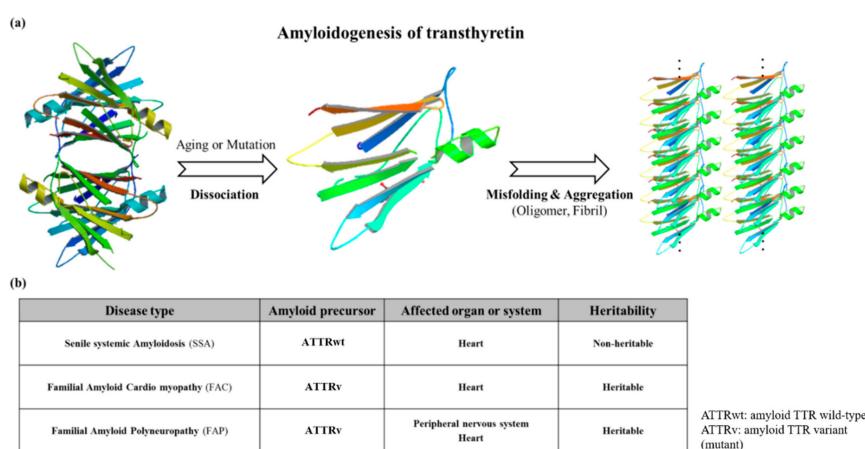 (a)
Amyloidogenesis of transthyretin
Aging or Mutation
Dissociation
Misfolding & Aggregation
(Oligomer, Fibril)
(b)
Disease type Amyloid precursor Affected organ or system Heritability
Senile systemic Amyloidosis (SSA) ATTRwt Heart Non-heritable
Familial Amyloid Cardio myopathy (FAC) ATTRv Heart Heritable
Familial Amyloid Polyneuropathy (FAP) ATTRv Peripheral nervous system Heritable
Heart
ATTRwt: amyloid TTR wild-type
ATTRv: amyloid TTR variant
(mutant)